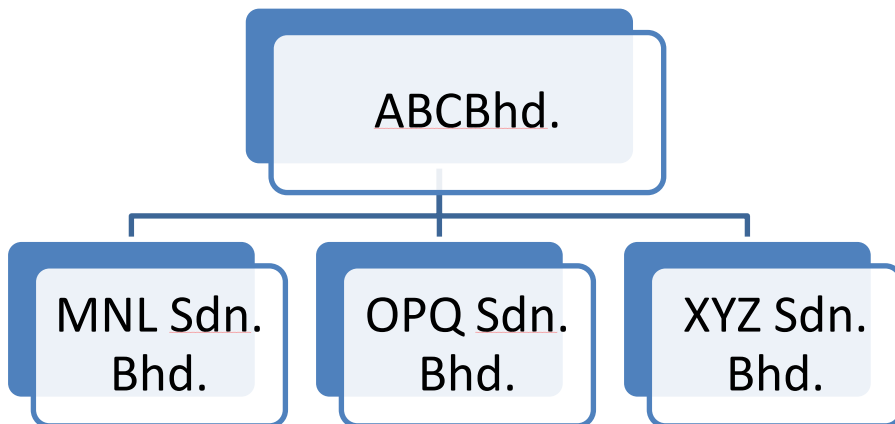 ABCBhd.
MNL Sdn.
Bhd.
OPQ Sdn.
Bhd.
XYZ Sdn.
Bhd.